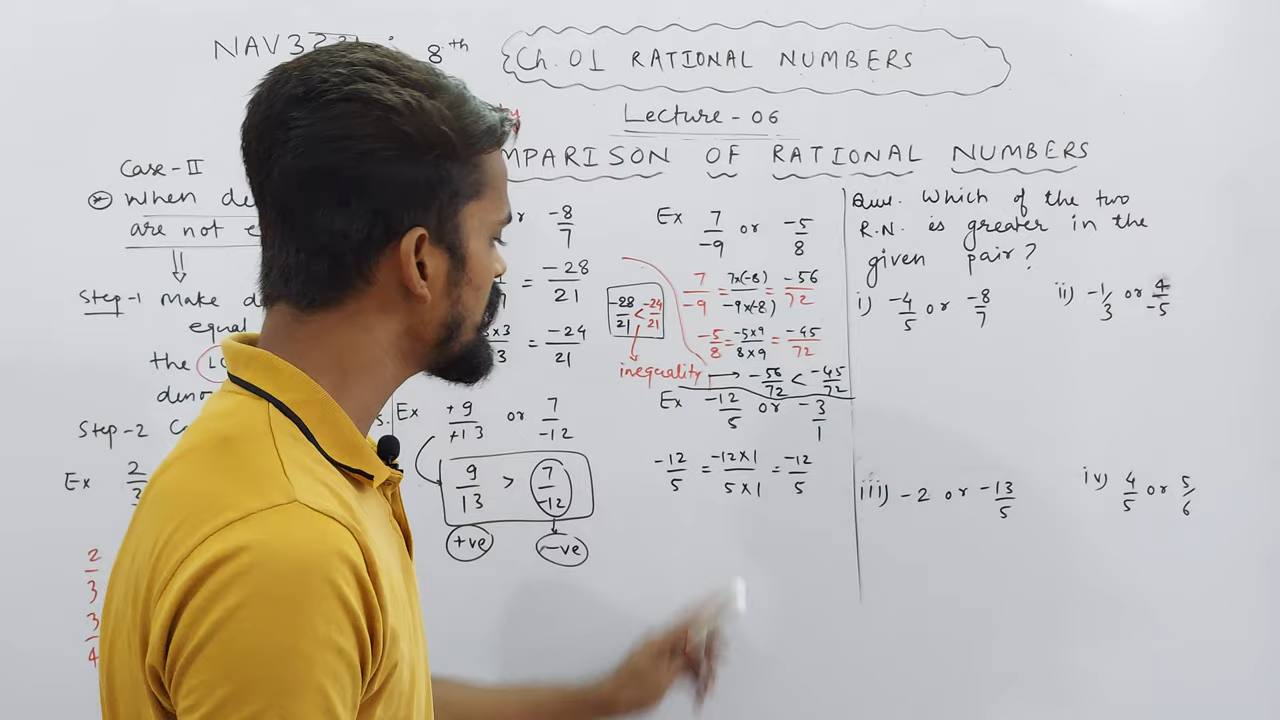 NAV3 8th
Ch. 01 RATIONAL NUMBERS
Lecture - 06
MPARISON OF RATIONAL NUMBERS
Case-II
When de
are not e
Step-1 Make d
equal
the LC
deno
Step-2 Co
Ex 2/3
2/3
3/4
-8/7
= -28/21
= -24/21
-28/21 < -24/21
inequality
Ex +9/+13 or 7/-12
9/13 > 7/-12
+ve -ve
Ex 7/-9 or -5/8
7/-9 = 7x(-8)/-9x(-8) = -56/72
-5/8 = -5x9/8x9 = -45/72
→ -56/72 < -45/72
Ex -12/5 or -3/1
-12/5 = -12x1/5x1 = -12/5
Ques. Which of the two
R.N. is greater in the
given pair?
i) -4/5 or -8/7 ii) -1/3 or 4/-5
iii) -2 or -13/5 iv) 4/5 or 5/6